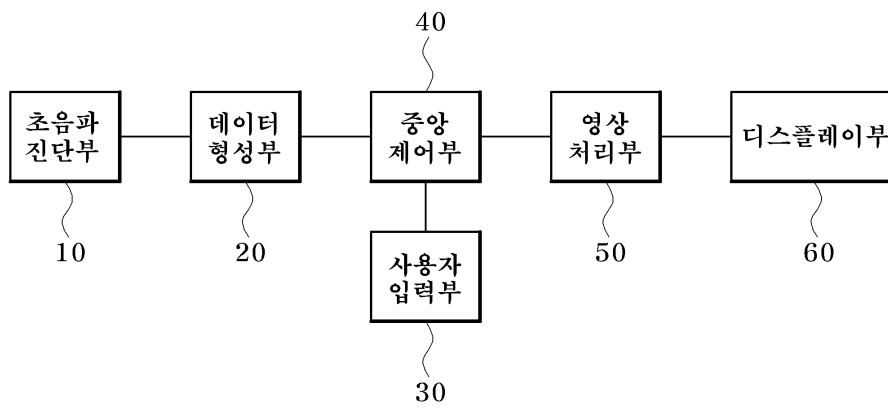 40
초음파
진단부
데이터
형성부
중앙
제어부
영상
처리부
디스플레이부
10
20
50
60
사용자
입력부
30